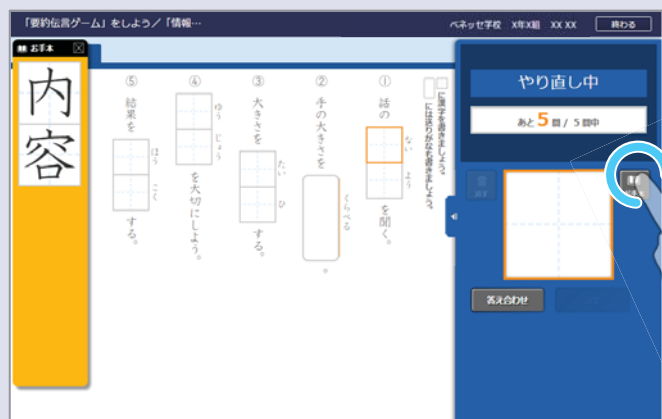 「要約伝言ゲーム」をしよう／「情報…
ベネッセ学校 X年X組 XX XX
終わる
お手本
内容
□に漢字を書きましょう。
□には送りがなも書きましょう。
① 話の
ない
よう
を聞く。
② 手の大きさを
くらべる
。
③ 大きさを
たい
ひ
する。
④
ゆう
じょう
を大切にしよう。
⑤ 結果を
ほう
こく
する。
やり直し中
あと 5 問 / 5 問中
答え合わせ